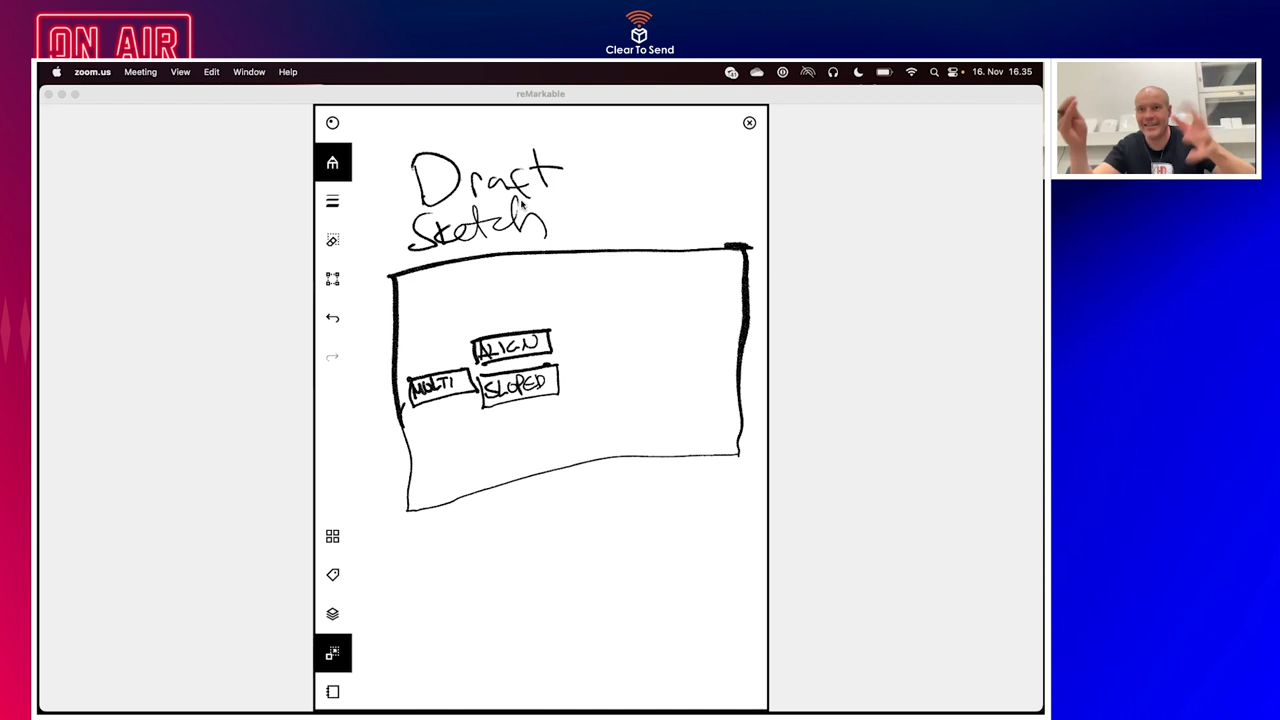 ON AIR
Clear To Send
zoom.us Meeting View Edit Window Help
16. Nov 16.35
reMarkable
Draft
Sketch
ALIGN
MULTI
SLOPED